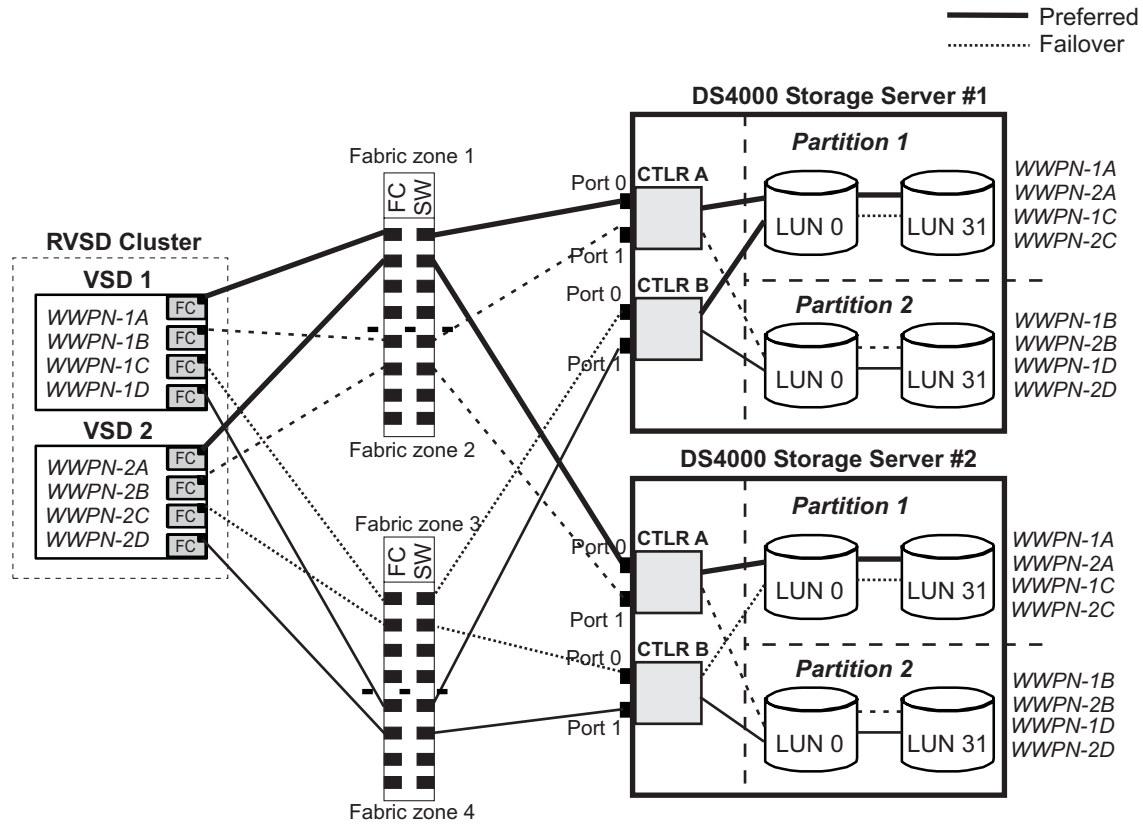 Preferred
Failover
DS4000 Storage Server #1
Partition 1
Fabric zone 1
FC
SW
Port 0
CTLR A
LUN 0
LUN 31
WWPN-1A
WWPN-2A
WWPN-1C
WWPN-2C
Port 1
Port 0
CTLR B
Port 1
Partition 2
LUN 0
LUN 31
WWPN-1B
WWPN-2B
WWPN-1D
WWPN-2D
RVSD Cluster
VSD 1
WWPN-1A
WWPN-1B
WWPN-1C
WWPN-1D
FC
FC
FC
FC
VSD 2
WWPN-2A
WWPN-2B
WWPN-2C
WWPN-2D
FC
FC
FC
FC
Fabric zone 2
Fabric zone 3
FC
SW
Fabric zone 4
DS4000 Storage Server #2
Partition 1
Port 0
CTLR A
Port 1
LUN 0
LUN 31
WWPN-1A
WWPN-2A
WWPN-1C
WWPN-2C
Port 0
CTLR B
Port 1
Partition 2
LUN 0
LUN 31
WWPN-1B
WWPN-2B
WWPN-1D
WWPN-2D